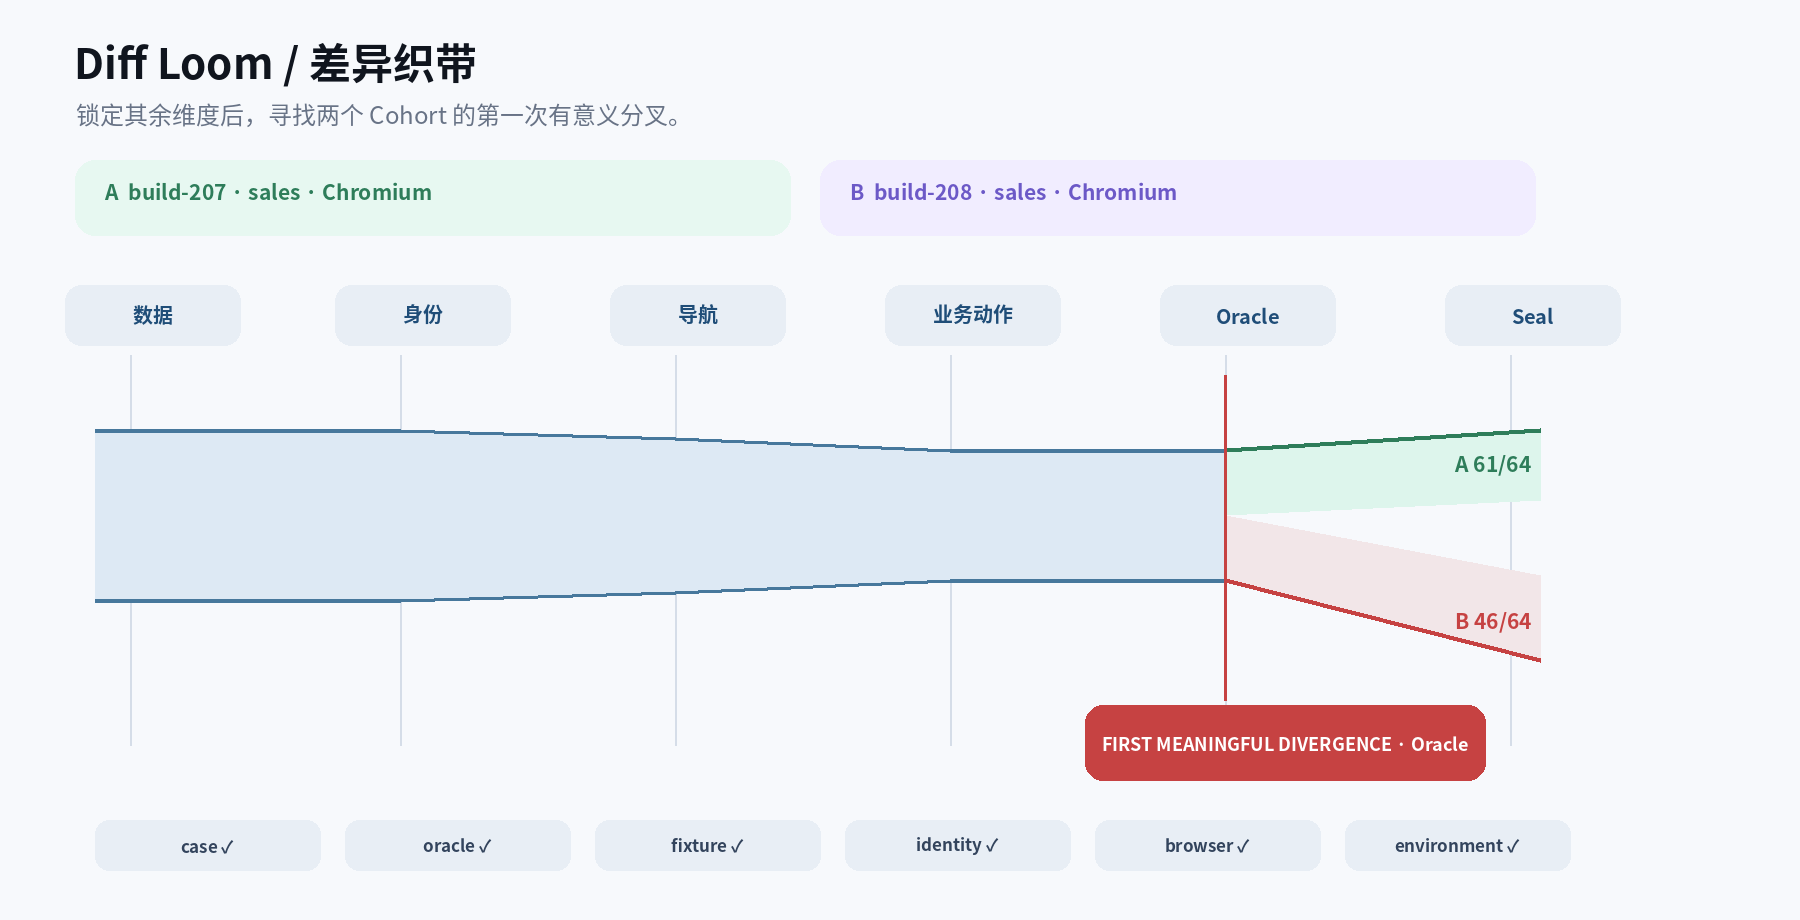 Diff Loom / 差异织带
锁定其余维度后，寻找两个 Cohort 的第一次有意义分叉。
A build-207 · sales · Chromium
B build-208 · sales · Chromium
数据
身份
导航
业务动作
Oracle
Seal
A 61/64
B 46/64
FIRST MEANINGFUL DIVERGENCE · Oracle
case ✓
oracle ✓
fixture ✓
identity ✓
browser ✓
environment ✓